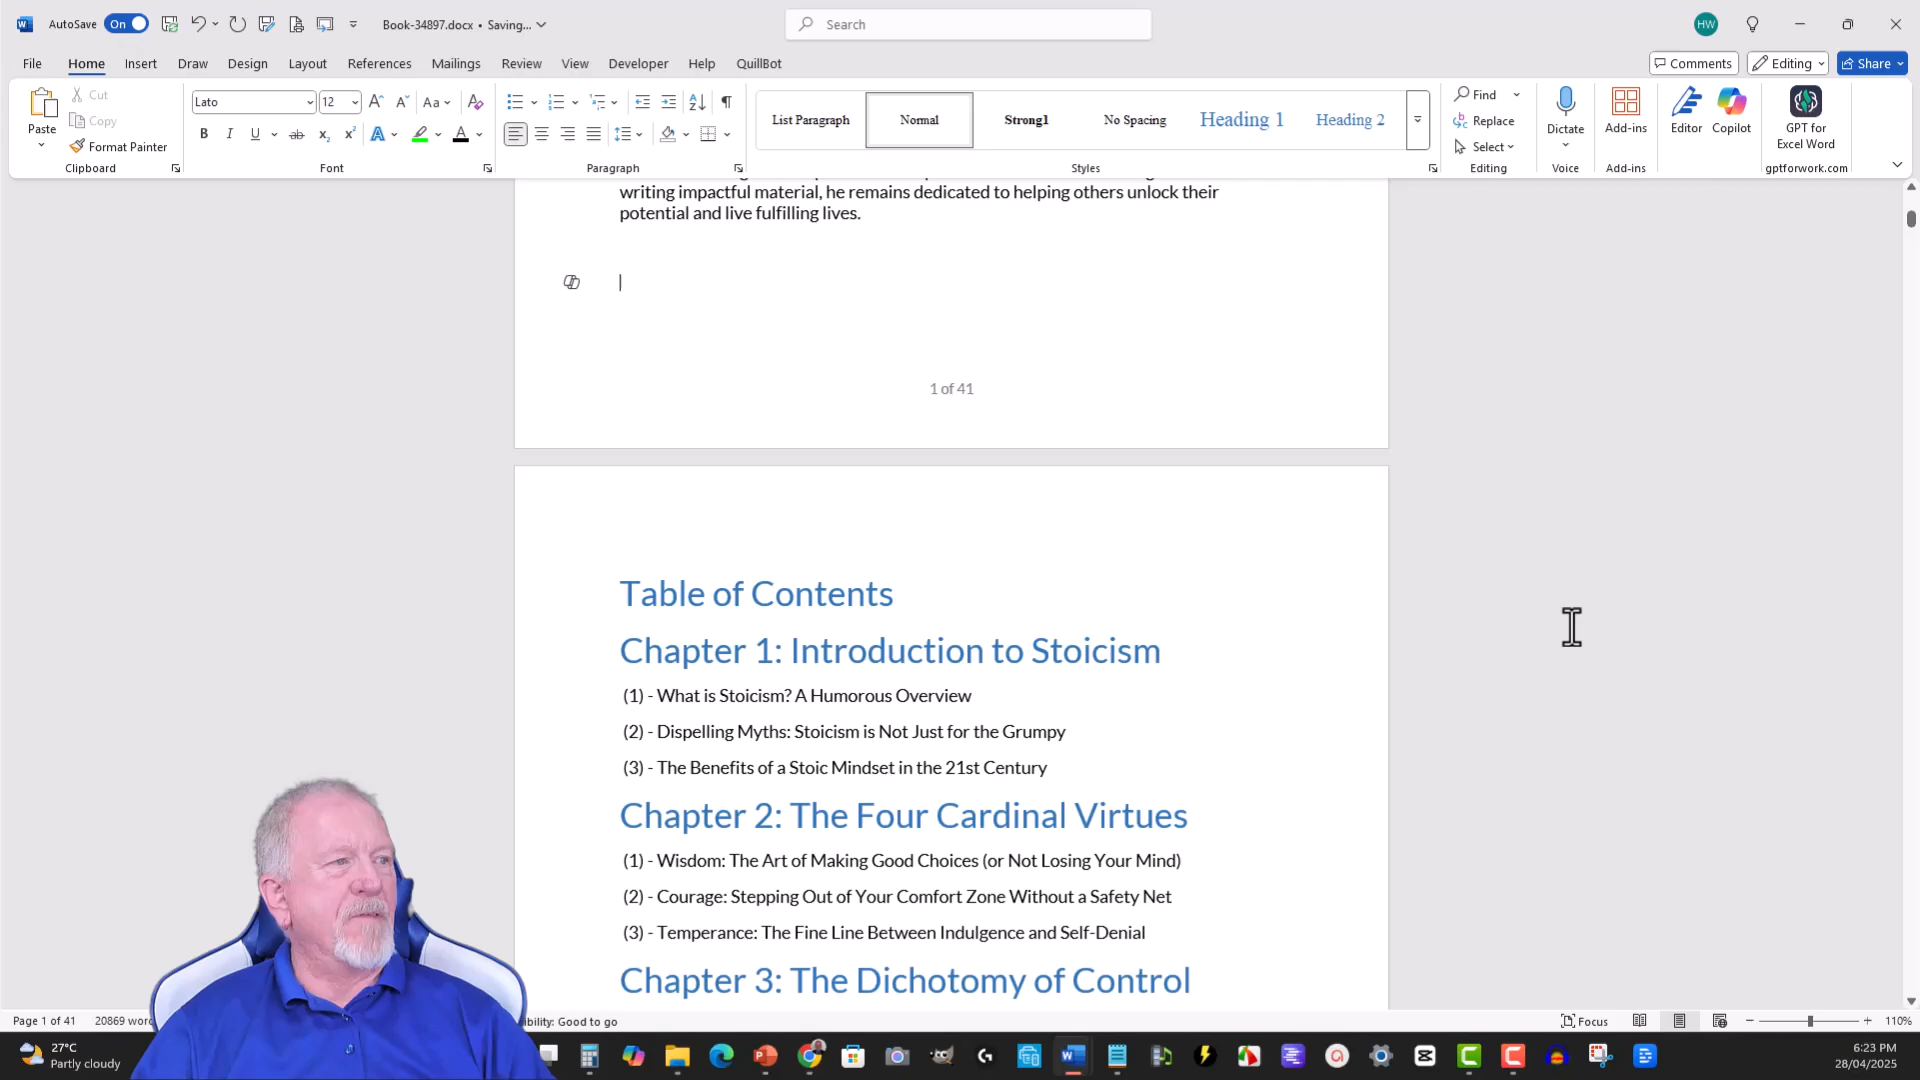 AutoSave On Book-34897.docx • Saving... Search HW
File Home Insert Draw Design Layout References Mailings Review View Developer Help QuillBot Comments Editing Share
Paste Cut Copy Format Painter Clipboard
Lato 12 Aa Font
Paragraph
List Paragraph Normal Strong1 No Spacing Heading 1 Heading 2 Styles
Find Replace Select Editing
Dictate Voice
Add-ins Add-ins
Editor Copilot
GPT for Excel Word gptforwork.com
writing impactful material, he remains dedicated to helping others unlock their
potential and live fulfilling lives.
1 of 41
Table of Contents
Chapter 1: Introduction to Stoicism
(1) - What is Stoicism? A Humorous Overview
(2) - Dispelling Myths: Stoicism is Not Just for the Grumpy
(3) - The Benefits of a Stoic Mindset in the 21st Century
Chapter 2: The Four Cardinal Virtues
(1) - Wisdom: The Art of Making Good Choices (or Not Losing Your Mind)
(2) - Courage: Stepping Out of Your Comfort Zone Without a Safety Net
(3) - Temperance: The Fine Line Between Indulgence and Self-Denial
Chapter 3: The Dichotomy of Control
Page 1 of 41 20869 word ibility: Good to go Focus 110%
27°C
Partly cloudy
6:23 PM
28/04/2025